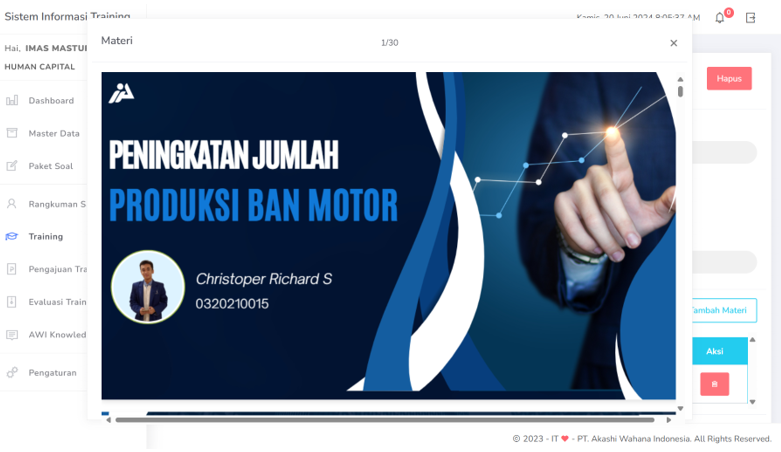 Sistem Informasi Training
Kamis, 20 Juni 2024 8:05:37 AM
0
Hai, IMAS MASTU
HUMAN CAPITAL
Dashboard
Master Data
Paket Soal
Rangkuman S
Training
Pengajuan Tra
Evaluasi Train
AWI Knowled
Pengaturan
Materi
1/30
×
PENINGKATAN JUMLAH
PRODUKSI BAN MOTOR
Christoper Richard S
0320210015
Hapus
Tambah Materi
Aksi
© 2023 - IT ❤ - PT. Akashi Wahana Indonesia. All Rights Reserved.